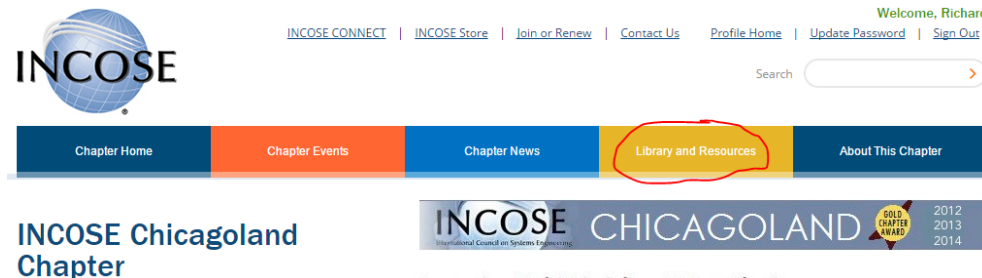 Welcome, Richard
INCOSE CONNECT | INCOSE Store | Join or Renew | Contact Us Profile Home | Update Password | Sign Out
INCOSE
Search
Chapter Home Chapter Events Chapter News Library and Resources About This Chapter
INCOSE Chicagoland
Chapter
INCOSE
International Council on Systems Engineering
CHICAGOLAND
GOLD
CHAPTER
AWARD
2012
2013
2014